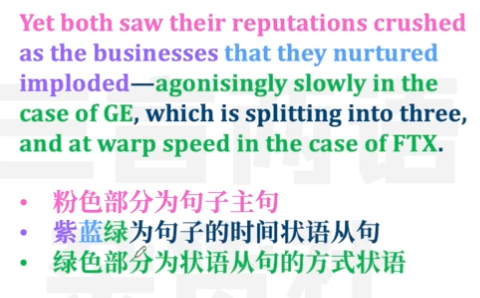 Yet both saw their reputations crushed
as the businesses that they nurtured
imploded—agonisingly slowly in the
case of GE, which is splitting into three,
and at warp speed in the case of FTX.
• 粉色部分为句子主句
• 紫蓝绿为句子的时间状语从句
• 绿色部分为状语从句的方式状语